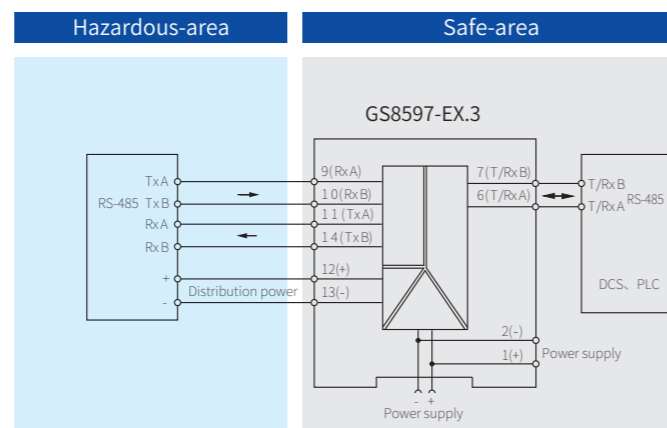 Hazardous-area
Safe-area
GS8597-EX.3
TxA
RS-485 TxB
RxA
RxB
+
-
Distribution power
9(RxA)
10(RxB)
11(TxA)
14(TxB)
12(+)
13(-)
7(T/RxB)
6(T/RxA)
T/RxB
T/RxA RS-485
DCS、PLC
2(-)
1(+)
Power supply
- +
Power supply